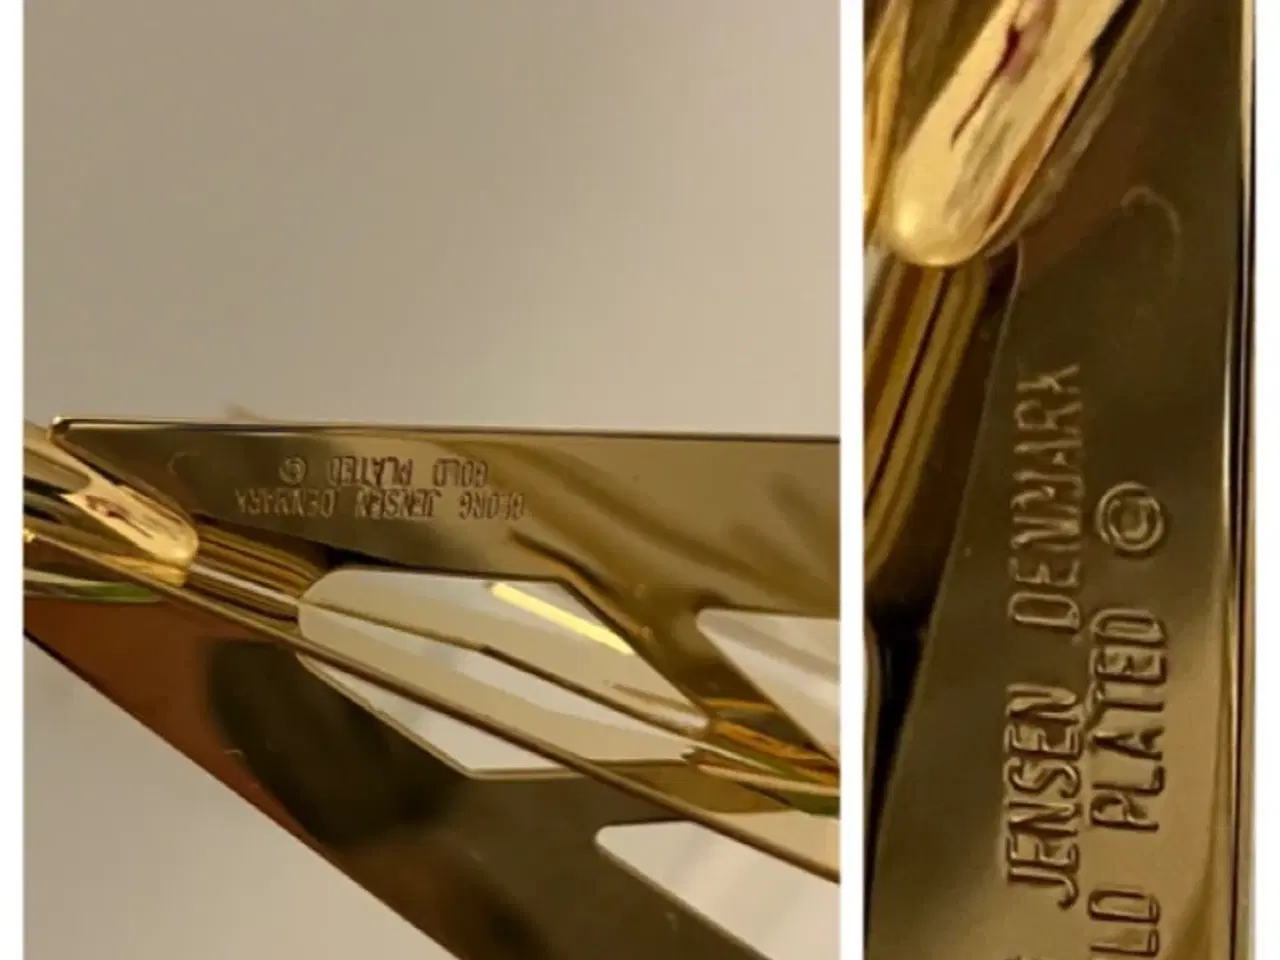 GEORG JENSEN DENMARK
GOLD PLATED ©
JENSEN DENMARK
LD PLATED ©